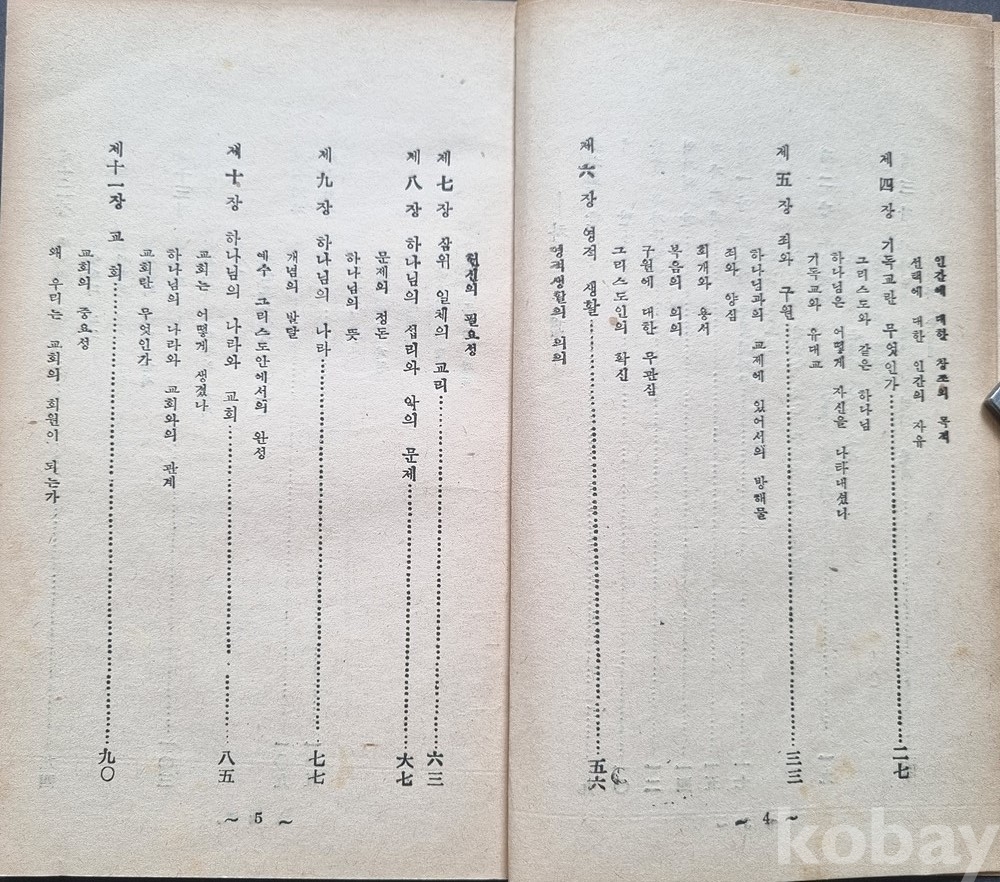 인간에 대한 창조의 목적
선택에 대한 인간의 자유
제四장 기독교란 무엇인가 二七
그리스도와 같은 하나님
하나님은 어떻게 자신을 나타내셨나
기독교와 유대교
제五장 죄와 구원 三三
하나님과의 교제에 있어서의 방해물
죄와 양심
회개와 용서
복음의 의의
구원에 대한 무관심
그리스도인의 확신
제六장 영적 생활 五六
영적생활의 의의
~ 4 ~
헌신의 필요성
제七장 삼위 일체의 교리 六三
제八장 하나님의 섭리와 악의 문제 大七
문제의 정돈
하나님의 뜻
제九장 하나님의 나라 七七
개념의 발달
예수 그리스도안에서의 완성
제十장 하나님의 나라와 교회 八五
교회는 어떻게 생겼나
하나님의 나라와 교회와의 관계
교회란 무엇인가
제十一장 교회 九〇
교회의 중요성
왜 우리는 교회의 회원이 되는가
~ 5 ~
kobay